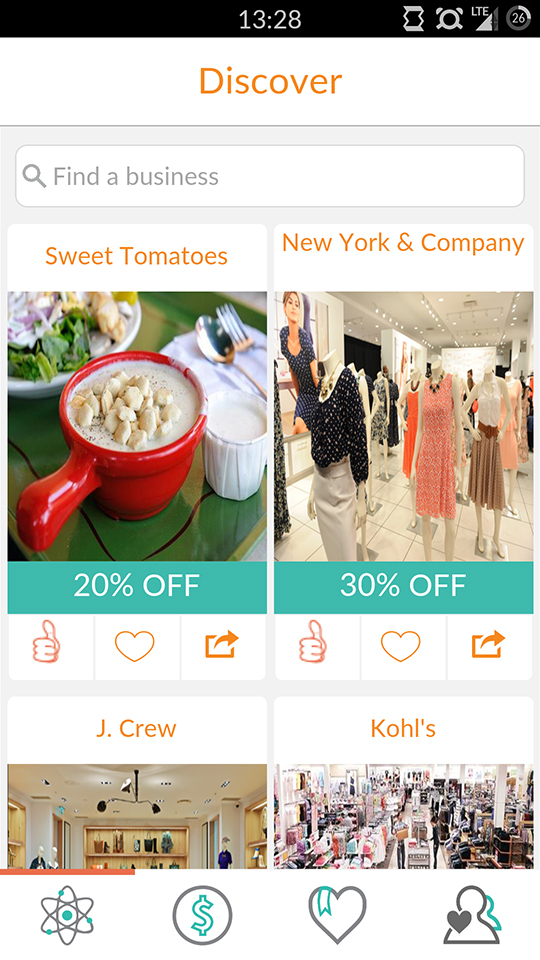 13:28
LTE
26
Discover
Find a business
Sweet Tomatoes
New York & Company
20% OFF
30% OFF
J. Crew
Kohl's